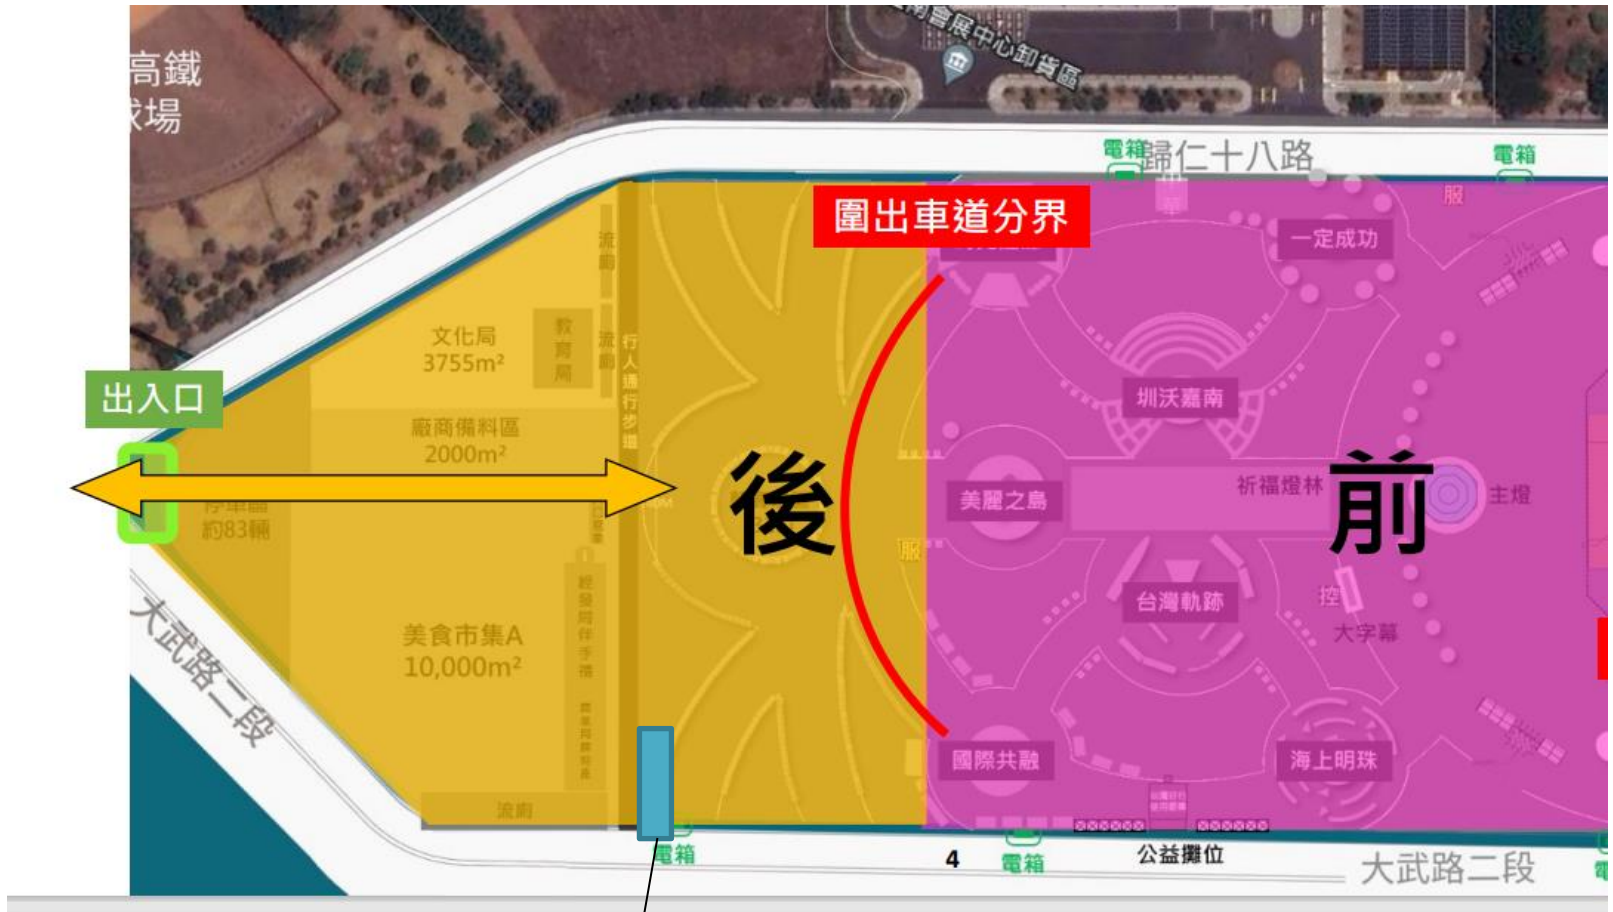 高鐵
球場
會展中心卸貨區
電箱
歸仁十八路
電箱
圍出車道分界
服
一定成功
流廁
文化局
3755m²
教育局
流廁
行人通行步道
出入口
圳沃嘉南
廠商備料區
2000m²
後
前
美麗之島
祈福燈林
主燈
停車區
約83輛
服
台灣軌跡
控
大字幕
美食市集A
10,000m²
大武路二段
國際共融
海上明珠
流廁
電箱
4
電箱
公益攤位
大武路二段